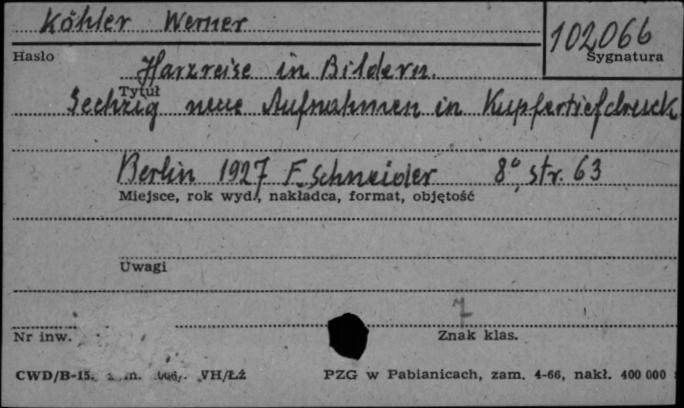 Köhler Werner
102066
Hasło
Sygnatura
Harzreise in Bildern.
Tytuł
Sechzig neue Aufnahmen in Kupfertiefdruck
Berlin 1927 F. Schneider 8°, str. 63
Miejsce, rok wyd., nakładca, format, objętość
Uwagi
7
Nr inw.
Znak klas.
CWD/B-15. VH/Łż
PZG w Pabianicach, zam. 4-66, nakł. 400 000